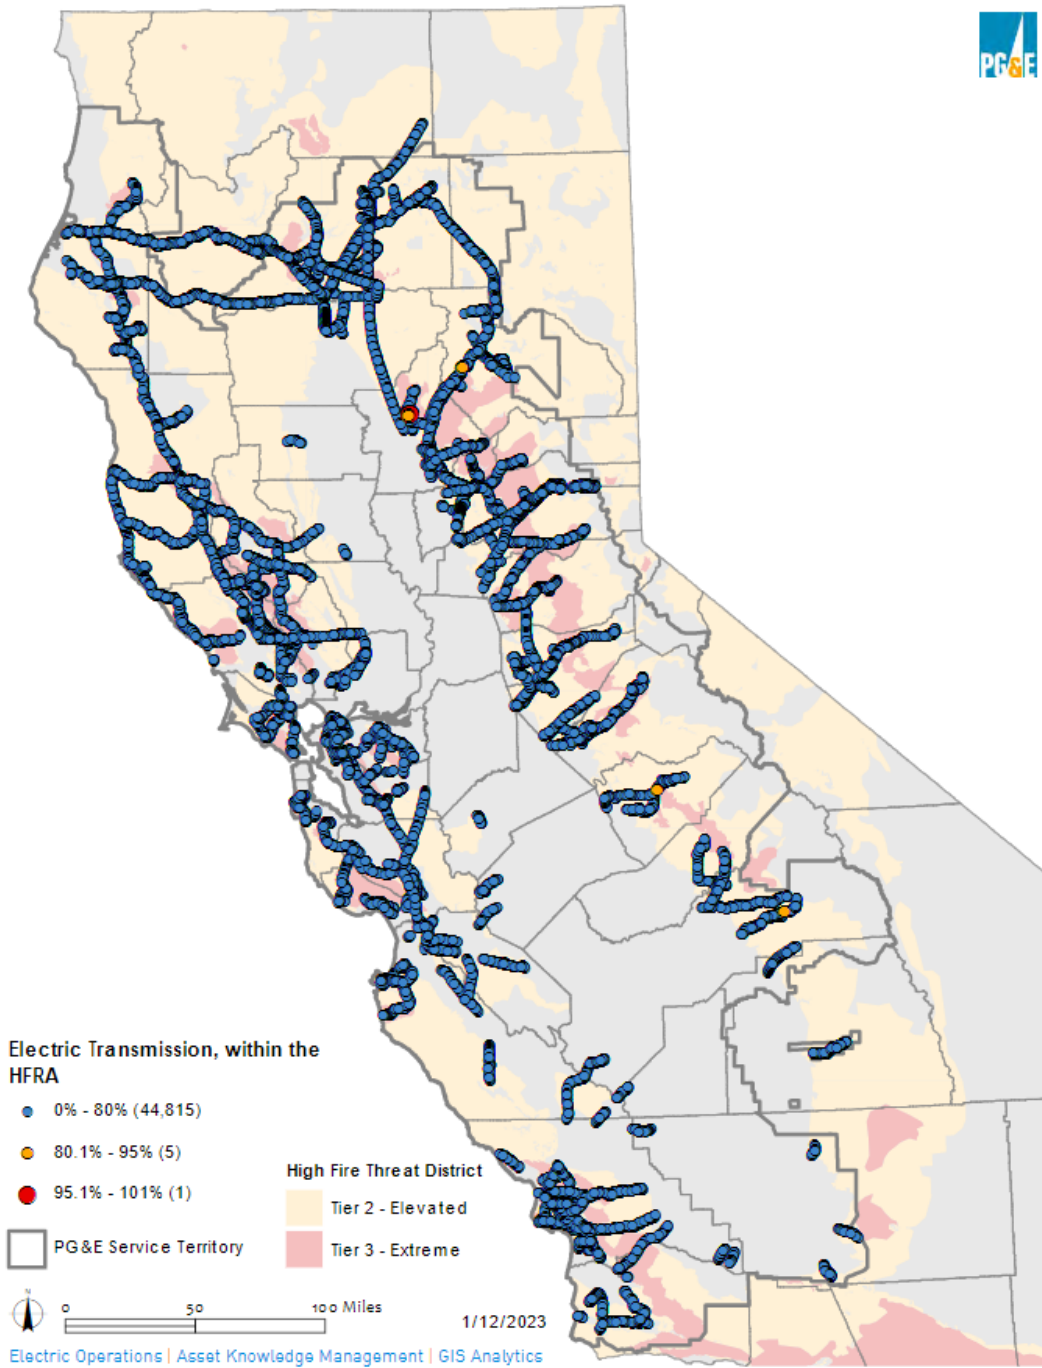 PG&E
Electric Transmission, within the
HFRA
0% - 80% (44,815)
80.1% - 95% (5)
95.1% - 101% (1)
PG&E Service Territory
High Fire Threat District
Tier 2 - Elevated
Tier 3 - Extreme
N
0 50 100 Miles
1/12/2023
Electric Operations | Asset Knowledge Management | GIS Analytics